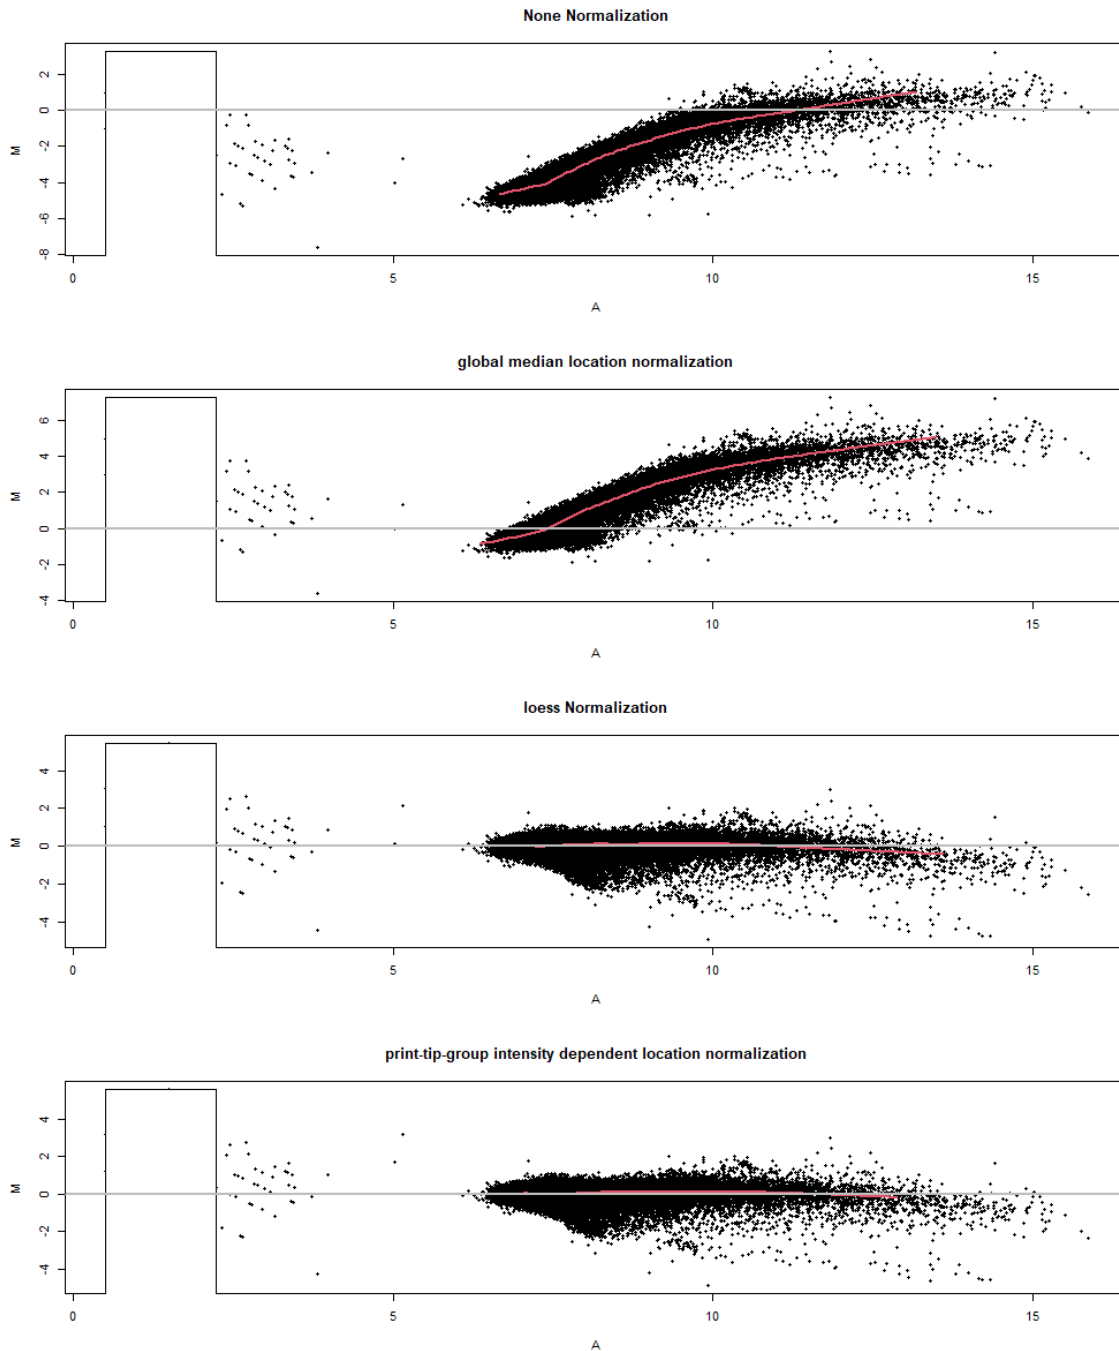 None Normalization
2
0
-2
-4
-6
-8
M
0 5 10 15
A
global median location normalization
6
4
2
0
-2
-4
M
0 5 10 15
A
loess Normalization
4
2
0
-2
-4
M
0 5 10 15
A
print-tip-group intensity dependent location normalization
4
2
0
-2
-4
M
0 5 10 15
A